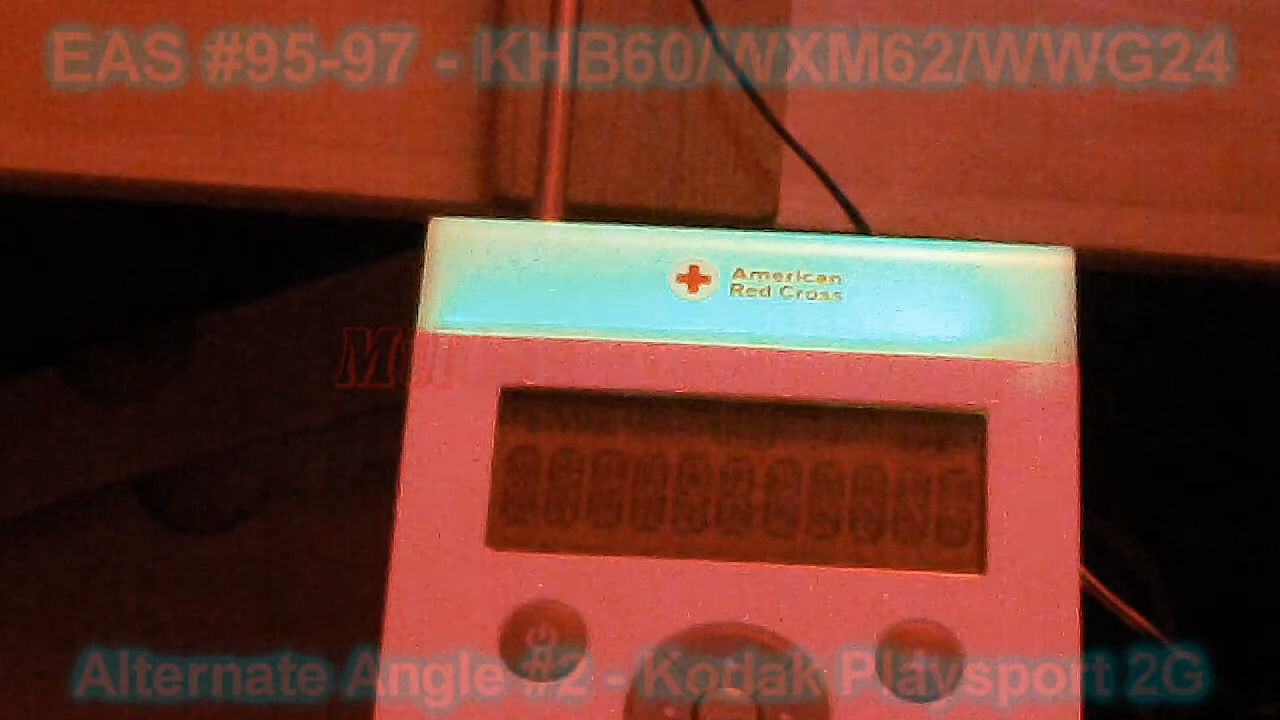 EAS #95-97 - KHB60/WXM62/WWG24
American
Red Cross
Alternate Angle #2 - Kodak Playsport 2G